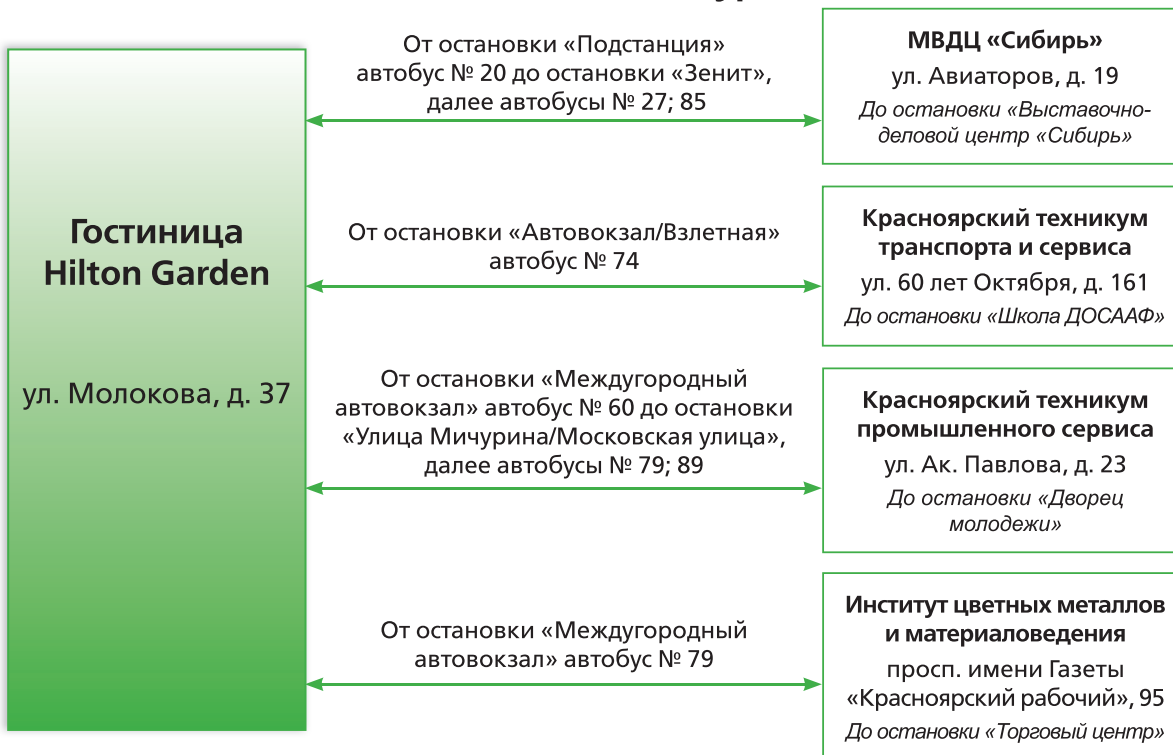 Гостиница
Hilton Garden
ул. Молокова, д. 37
От остановки «Подстанция»
автобус № 20 до остановки «Зенит»,
далее автобусы № 27; 85
МВДЦ «Сибирь»
ул. Авиаторов, д. 19
До остановки «Выставочно-
деловой центр «Сибирь»
От остановки «Автовокзал/Взлетная»
автобус № 74
Красноярский техникум
транспорта и сервиса
ул. 60 лет Октября, д. 161
До остановки «Школа ДОСААФ»
От остановки «Междугородный
автовокзал» автобус № 60 до остановки
«Улица Мичурина/Московская улица»,
далее автобусы № 79; 89
Красноярский техникум
промышленного сервиса
ул. Ак. Павлова, д. 23
До остановки «Дворец
молодежи»
От остановки «Междугородный
автовокзал» автобус № 79
Институт цветных металлов
и материаловедения
просп. имени Газеты
«Красноярский рабочий», 95
До остановки «Торговый центр»